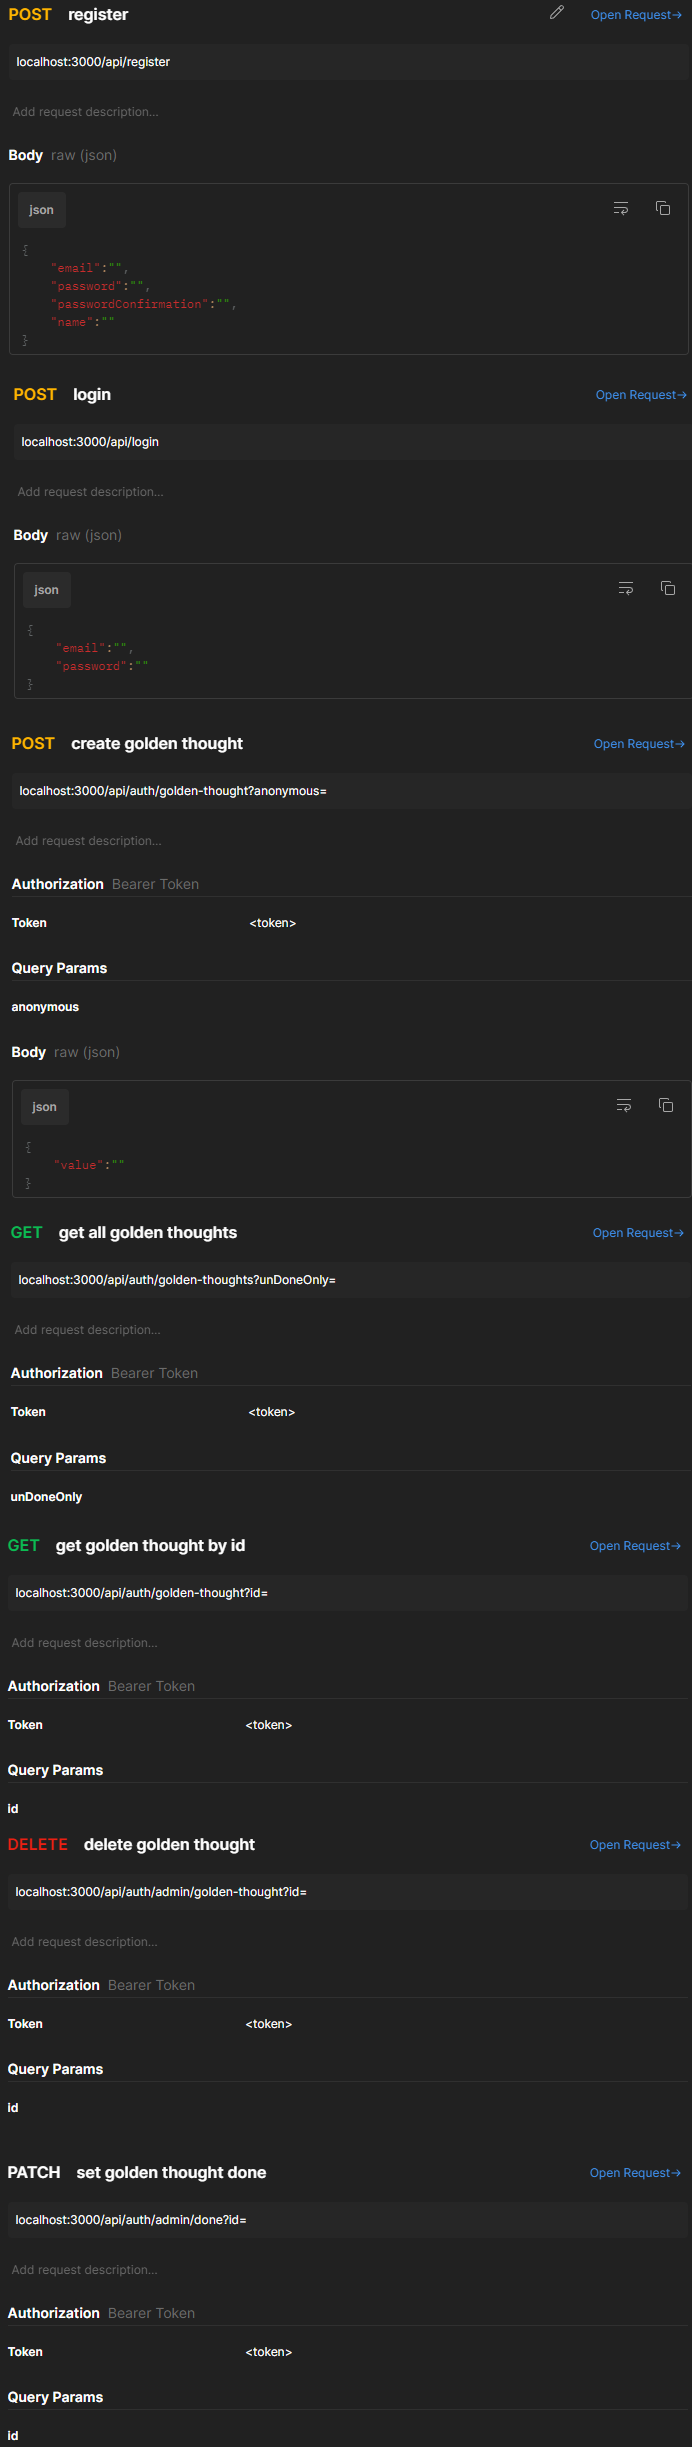 POST register Open Request→
localhost:3000/api/register
Add request description...
Body raw (json)
json
{
"email":"",
"password":"",
"passwordConfirmation":"",
"name":""
}
POST login Open Request→
localhost:3000/api/login
Add request description...
Body raw (json)
json
{
"email":"",
"password":""
}
POST create golden thought Open Request→
localhost:3000/api/auth/golden-thought?anonymous=
Add request description...
Authorization Bearer Token
Token <token>
Query Params
anonymous
Body raw (json)
json
{
"value":""
}
GET get all golden thoughts Open Request→
localhost:3000/api/auth/golden-thoughts?unDoneOnly=
Add request description...
Authorization Bearer Token
Token <token>
Query Params
unDoneOnly
GET get golden thought by id Open Request→
localhost:3000/api/auth/golden-thought?id=
Add request description...
Authorization Bearer Token
Token <token>
Query Params
id
DELETE delete golden thought Open Request→
localhost:3000/api/auth/admin/golden-thought?id=
Add request description...
Authorization Bearer Token
Token <token>
Query Params
id
PATCH set golden thought done Open Request→
localhost:3000/api/auth/admin/done?id=
Add request description...
Authorization Bearer Token
Token <token>
Query Params
id